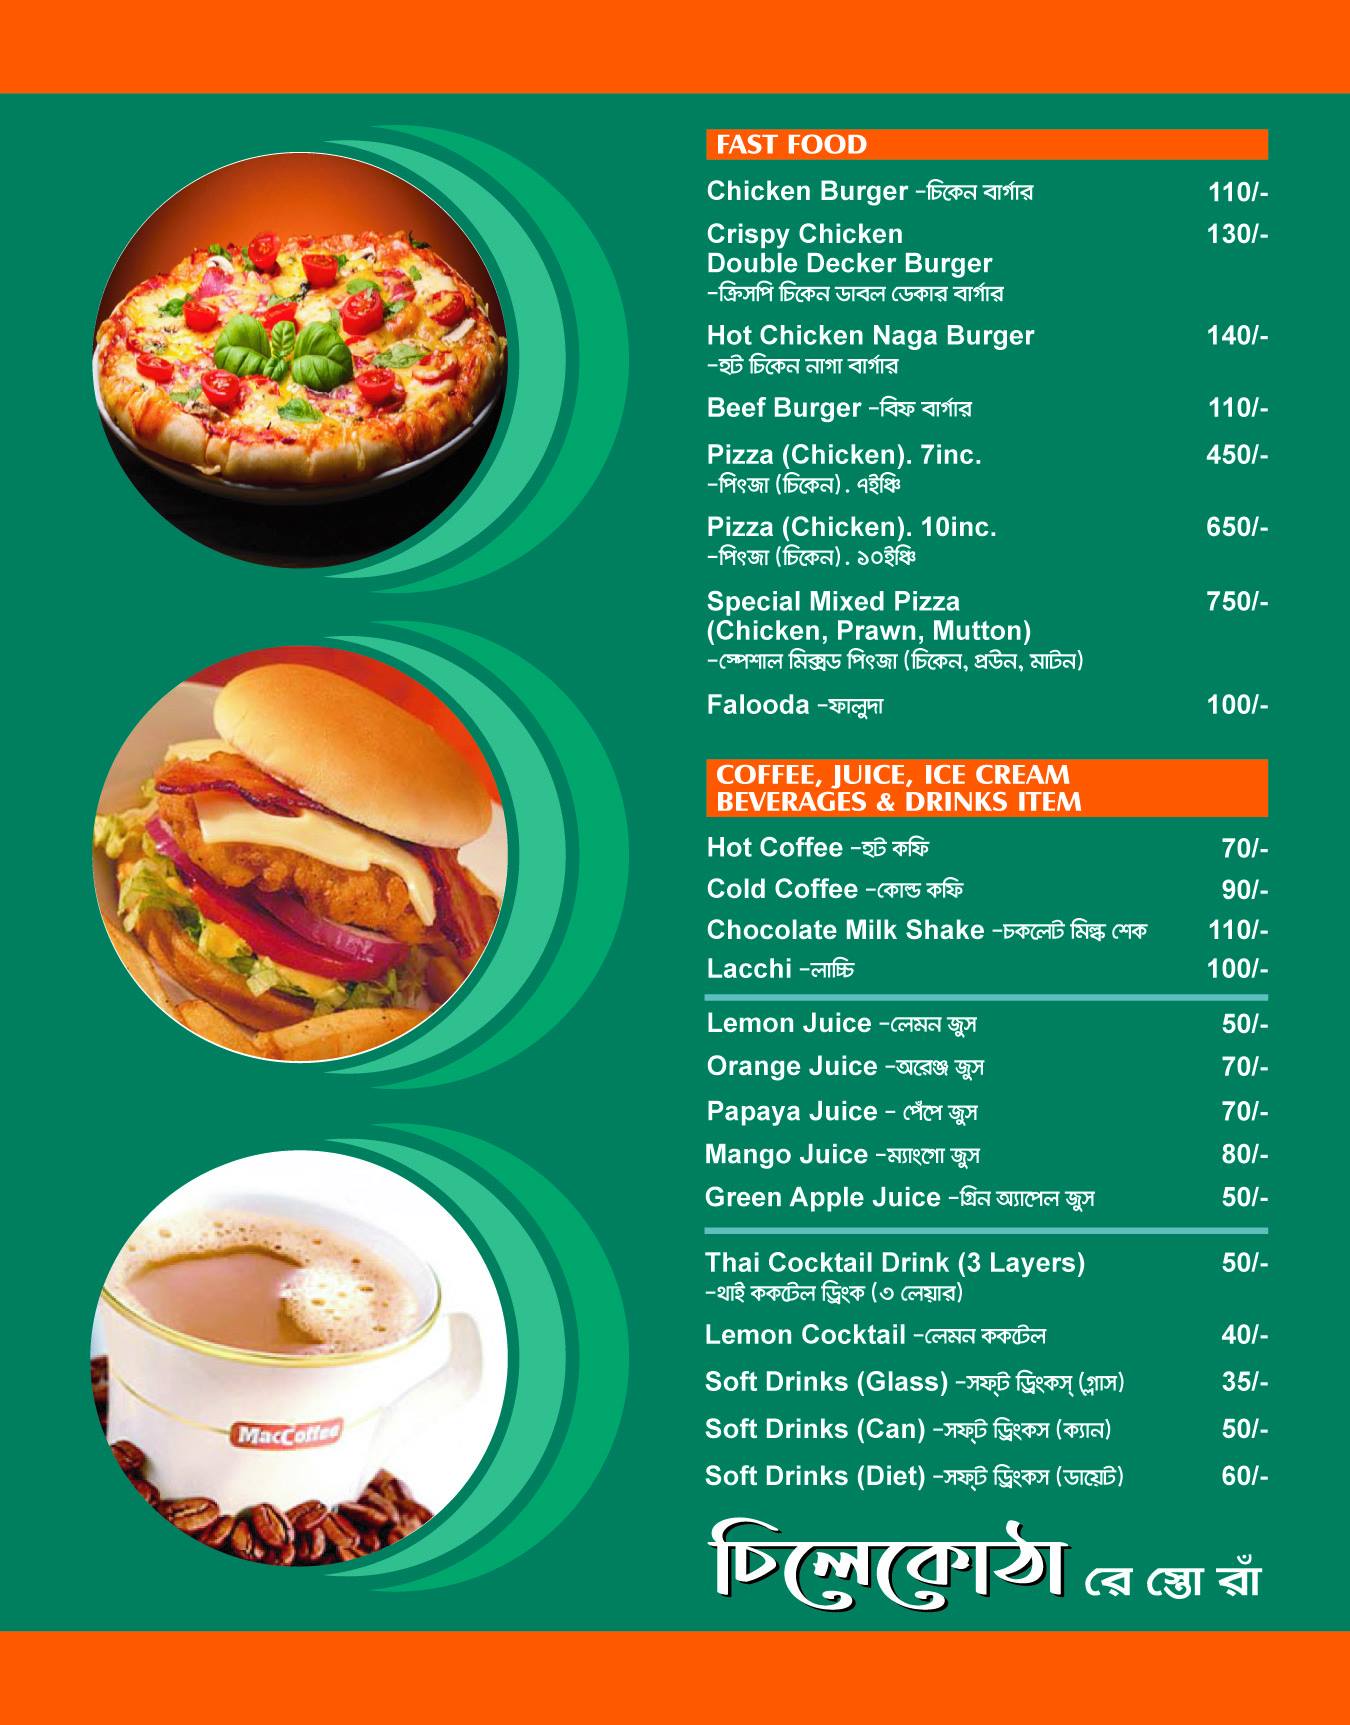 FAST FOOD
Chicken Burger -চিকেন বার্গার 110/-
Crispy Chicken 130/-
Double Decker Burger
-ক্রিসপি চিকেন ডাবল ডেকার বার্গার
Hot Chicken Naga Burger 140/-
-হট চিকেন নাগা বার্গার
Beef Burger -বিফ বার্গার 110/-
Pizza (Chicken). 7inc. 450/-
-পিৎজা (চিকেন). ৭ইঞ্চি
Pizza (Chicken). 10inc. 650/-
-পিৎজা (চিকেন). ১০ইঞ্চি
Special Mixed Pizza 750/-
(Chicken, Prawn, Mutton)
-স্পেশাল মিক্সড পিৎজা (চিকেন, প্রউন, মাটন)
Falooda -ফালুদা 100/-
COFFEE, JUICE, ICE CREAM
BEVERAGES & DRINKS ITEM
Hot Coffee -হট কফি 70/-
Cold Coffee -কোল্ড কফি 90/-
Chocolate Milk Shake -চকলেট মিল্ক শেক 110/-
Lacchi -লাচ্চি 100/-
Lemon Juice -লেমন জুস 50/-
Orange Juice -অরেঞ্জ জুস 70/-
Papaya Juice - পেঁপে জুস 70/-
Mango Juice -ম্যাংগো জুস 80/-
Green Apple Juice -গ্রিন অ্যাপেল জুস 50/-
Thai Cocktail Drink (3 Layers) 50/-
-থাই ককটেল ড্রিংক (৩ লেয়ার)
Lemon Cocktail -লেমন ককটেল 40/-
Soft Drinks (Glass) -সফ্ট ড্রিংকস্ (গ্লাস) 35/-
Soft Drinks (Can) -সফ্ট ড্রিংকস (ক্যান) 50/-
Soft Drinks (Diet) -সফ্ট ড্রিংকস (ডায়েট) 60/-
MacCoffee
চিলেকোঠা রেস্তোরাঁ